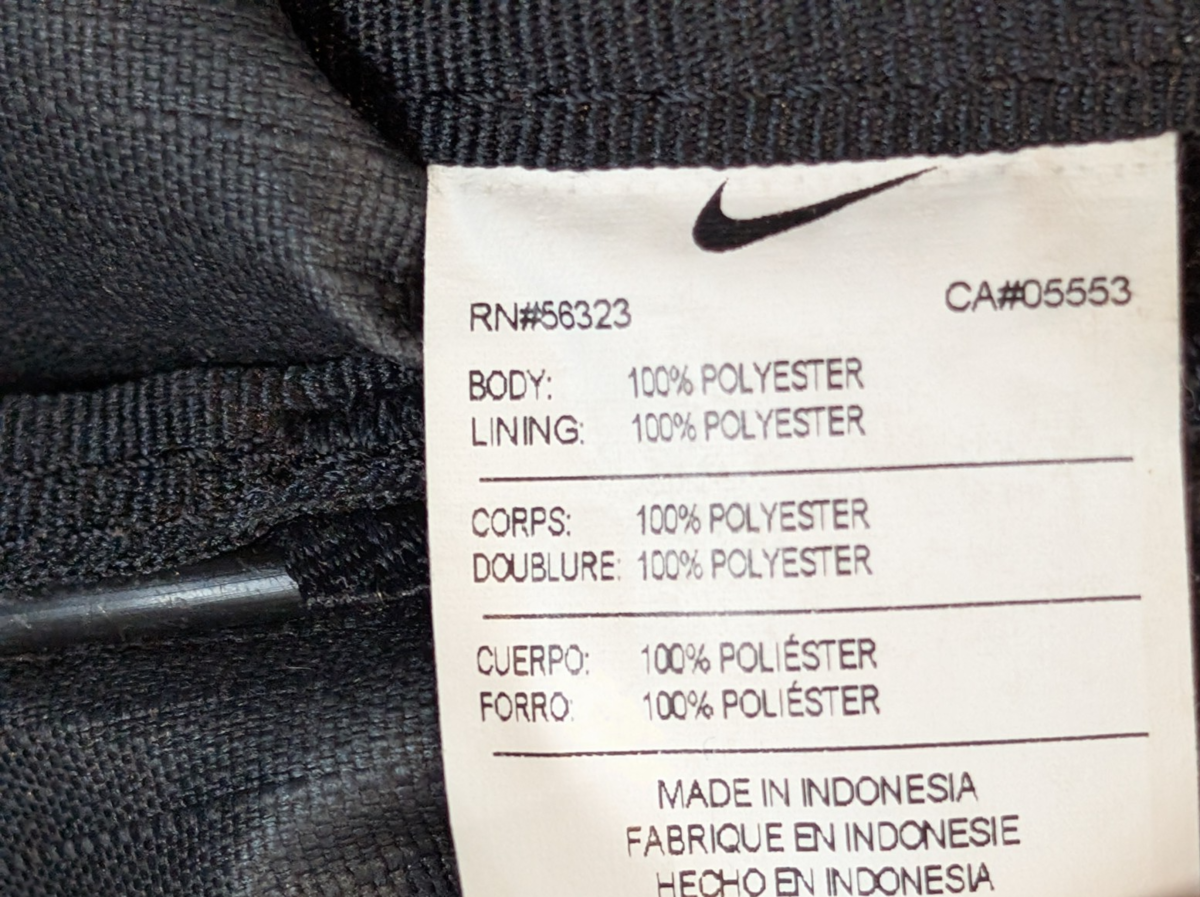 RN#56323 CA#05553
BODY: 100% POLYESTER
LINING: 100% POLYESTER
CORPS: 100% POLYESTER
DOUBLURE: 100% POLYESTER
CUERPO: 100% POLIÉSTER
FORRO: 100% POLIÉSTER
MADE IN INDONESIA
FABRIQUE EN INDONESIE
HECHO EN INDONESIA